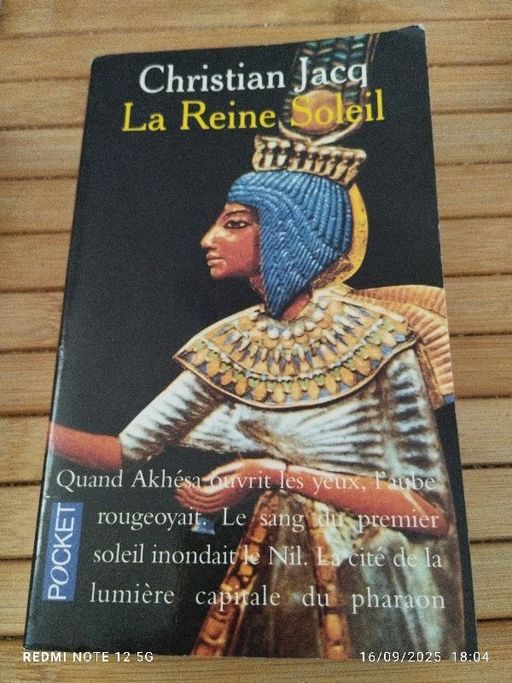 Christian Jacq
La Reine Soleil
Quand Akhésa ouvrit les yeux, l'aube
rougeoyait. Le sang du premier
soleil inondait le Nil. La cité de la
lumière capitale du pharaon
POCKET
REDMI NOTE 12 5G
16/09/2025 18:04